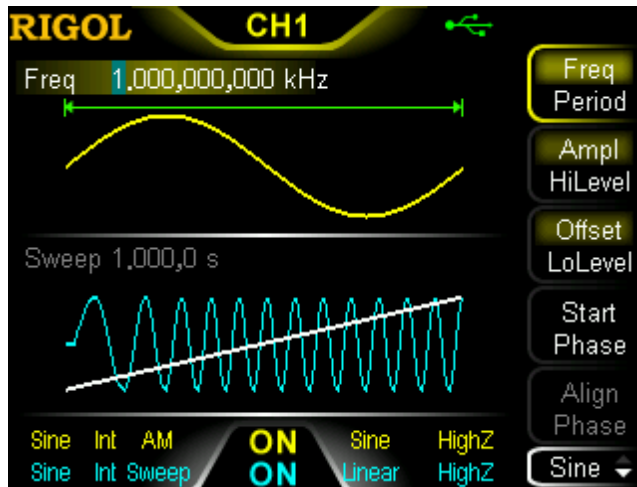 RIGOL CH1
Freq 1.000,000,000 kHz
Sweep 1.000,0 s
Sine Int AM ON Sine HighZ
Sine Int Sweep ON Linear HighZ
Freq
Period
Ampl
HiLevel
Offset
LoLevel
Start
Phase
Align
Phase
Sine